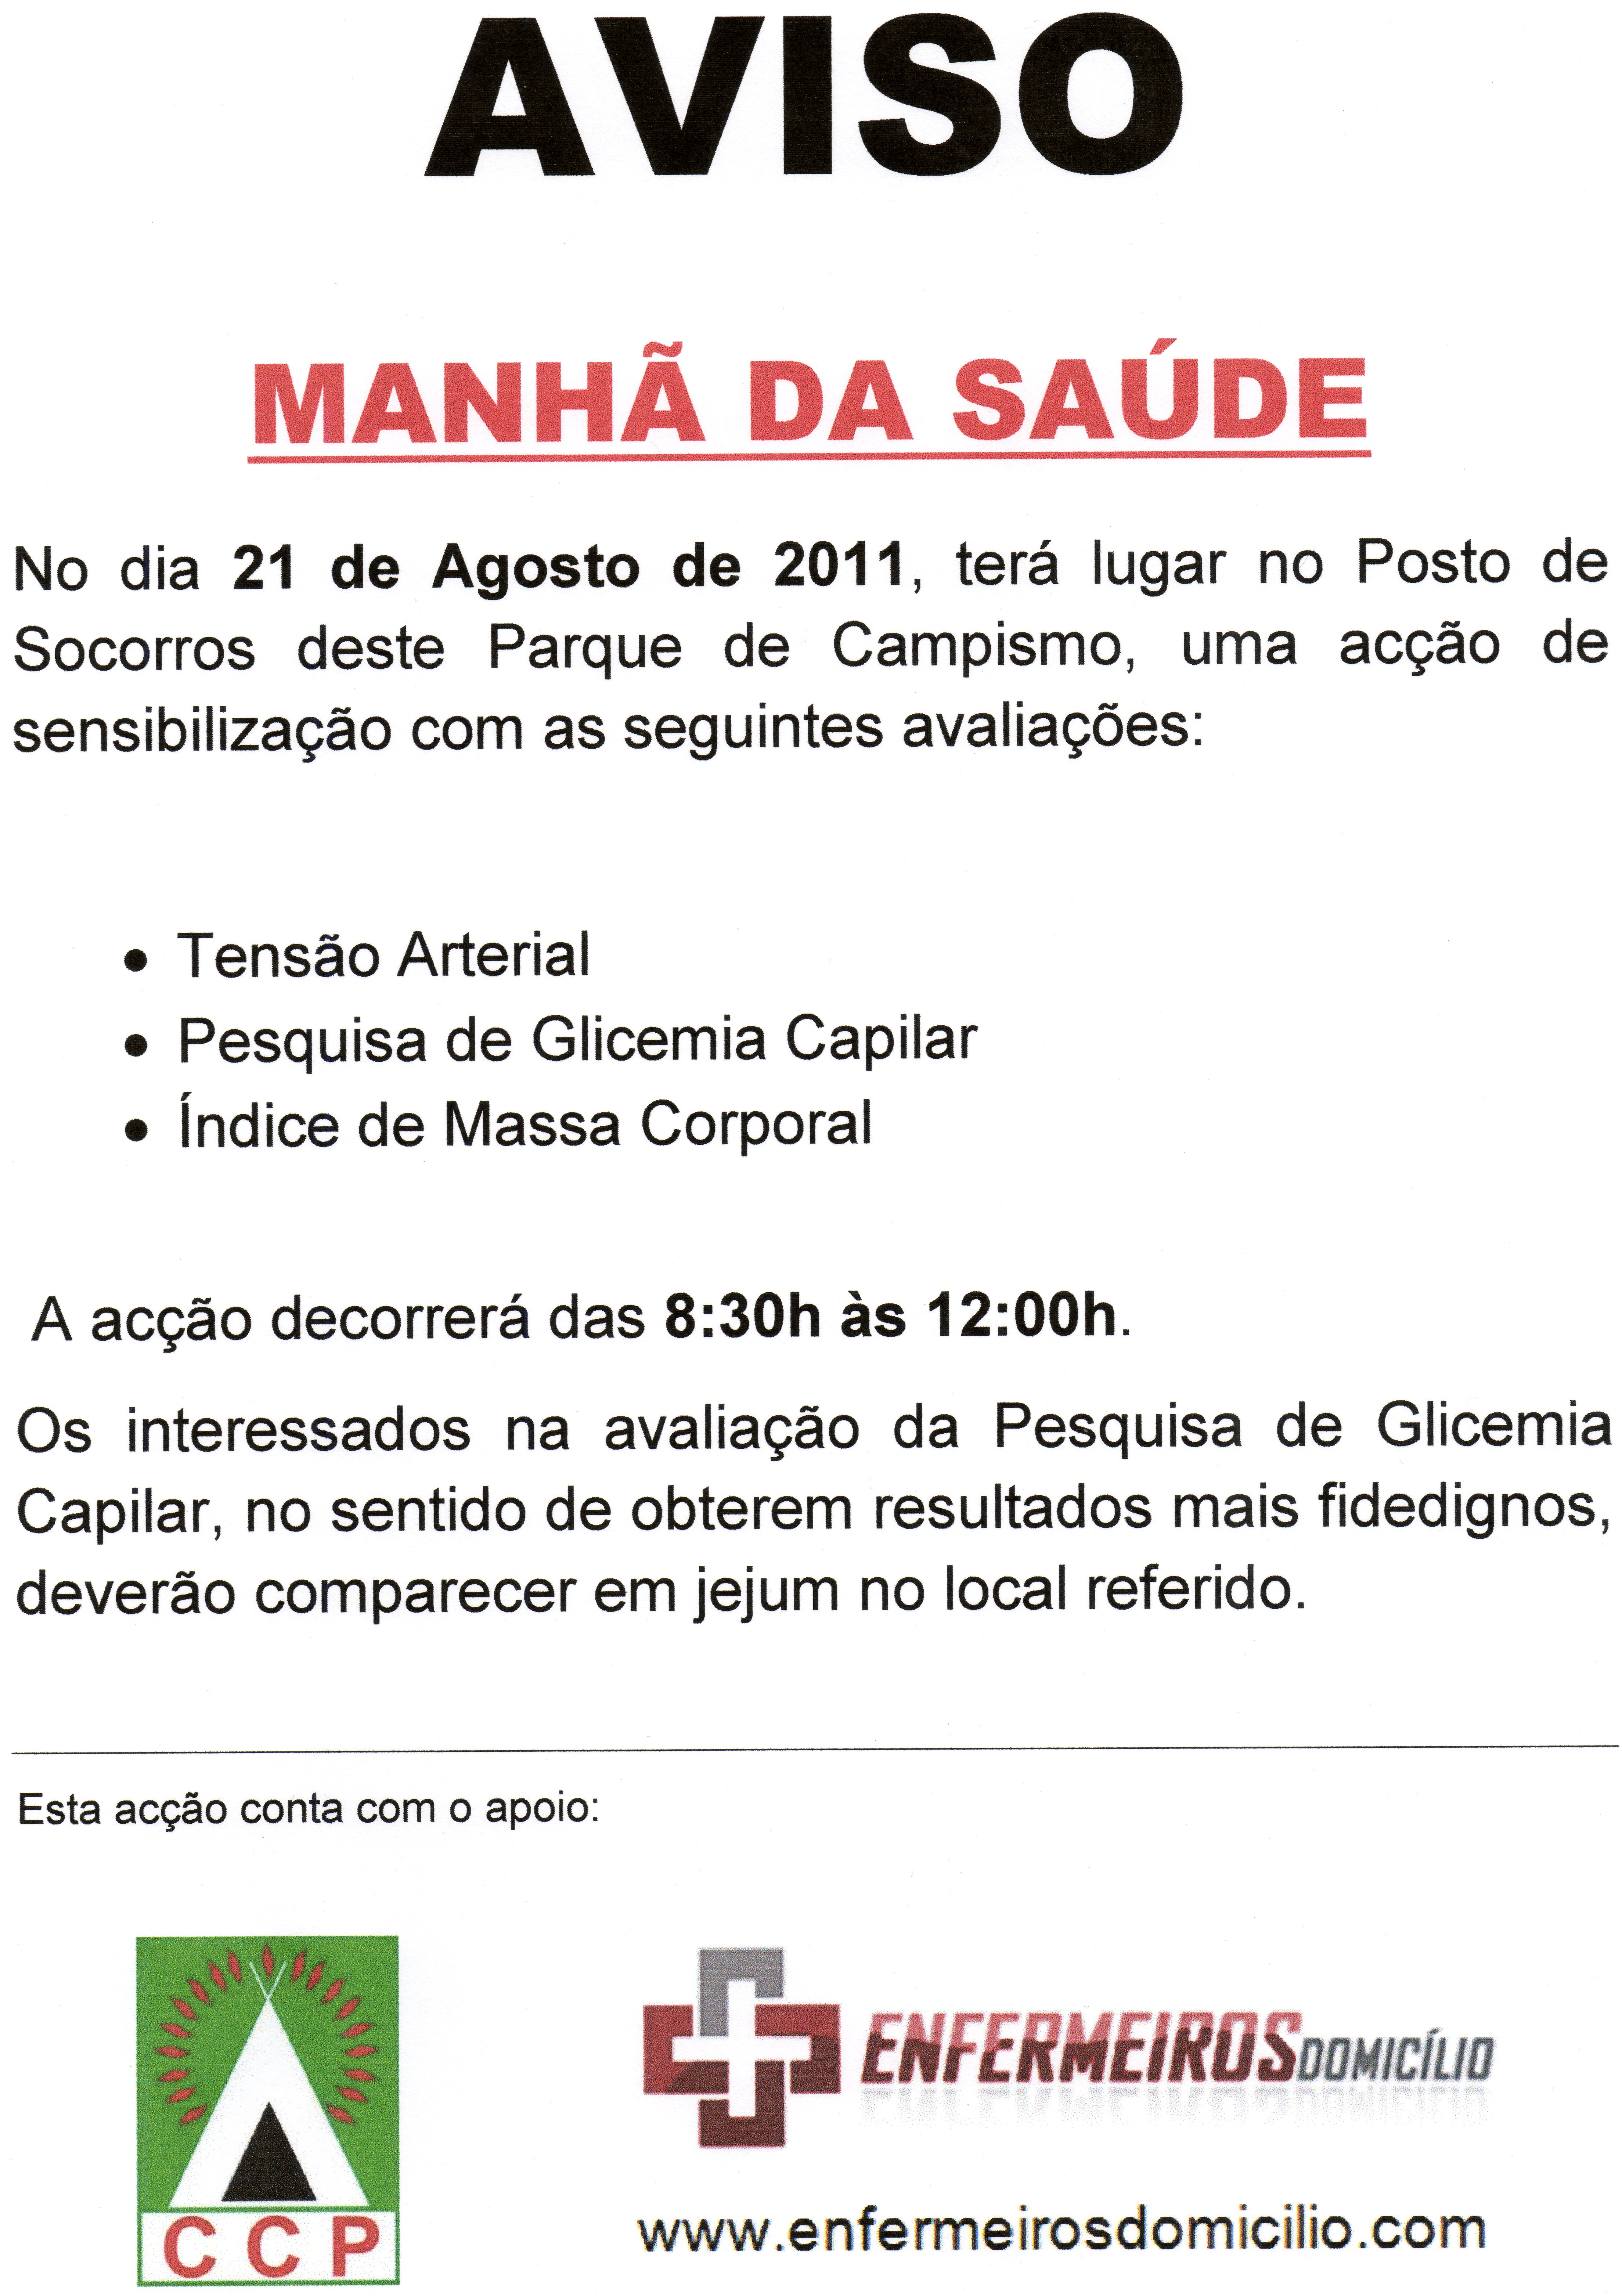 AVISO
MANHÃ DA SAÚDE
No dia 21 de Agosto de 2011, terá lugar no Posto de
Socorros deste Parque de Campismo, uma acção de
sensibilização com as seguintes avaliações:
• Tensão Arterial
• Pesquisa de Glicemia Capilar
• Índice de Massa Corporal
A acção decorrerá das 8:30h às 12:00h.
Os interessados na avaliação da Pesquisa de Glicemia
Capilar, no sentido de obterem resultados mais fidedignos,
deverão comparecer em jejum no local referido.
Esta acção conta com o apoio:
ENFERMEIROSDOMICÍLIO
CCP
www.enfermeirosdomicilio.com